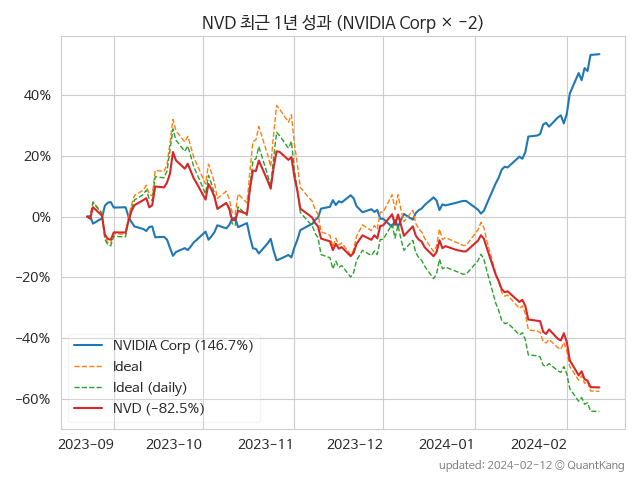 NVD 최근 1년 성과 (NVIDIA Corp × −2)
40%
20%
0%
−20%
−40%
−60%
NVIDIA Corp (146.7%)
Ideal
Ideal (daily)
NVD (−82.5%)
2023−09
2023−10
2023−11
2023−12
2024−01
2024−02
updated: 2024−02−12 © QuantKang